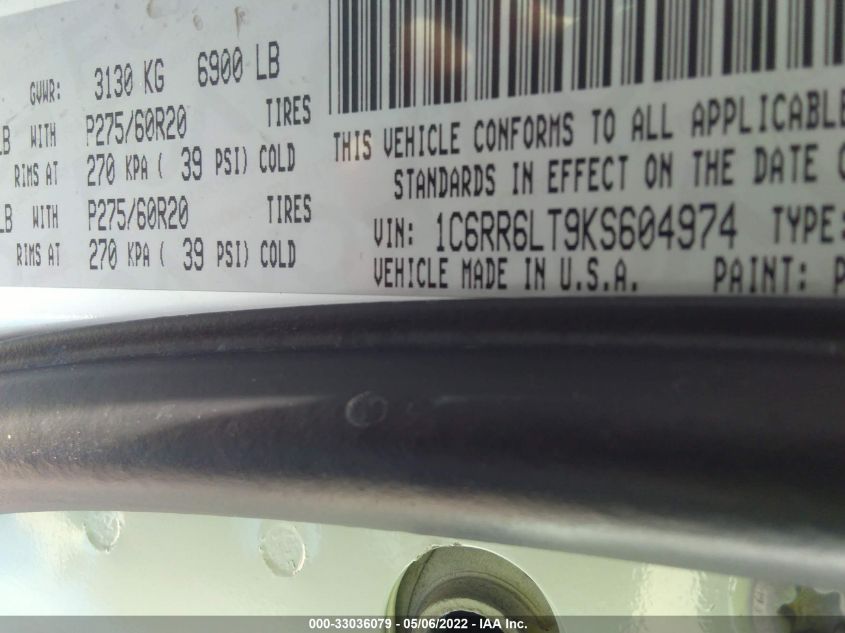 GVWR: 3130 KG 6900 LB
LB WITH P275/60R20 TIRES
RIMS AT 270 KPA ( 39 PSI) COLD
LB WITH P275/60R20 TIRES
RIMS AT 270 KPA ( 39 PSI) COLD
THIS VEHICLE CONFORMS TO ALL APPLICABLE
STANDARDS IN EFFECT ON THE DATE
VIN: 1C6RR6LT9KS604974 TYPE:
VEHICLE MADE IN U.S.A. PAINT: P
000-33036079 - 05/06/2022 - IAA Inc.